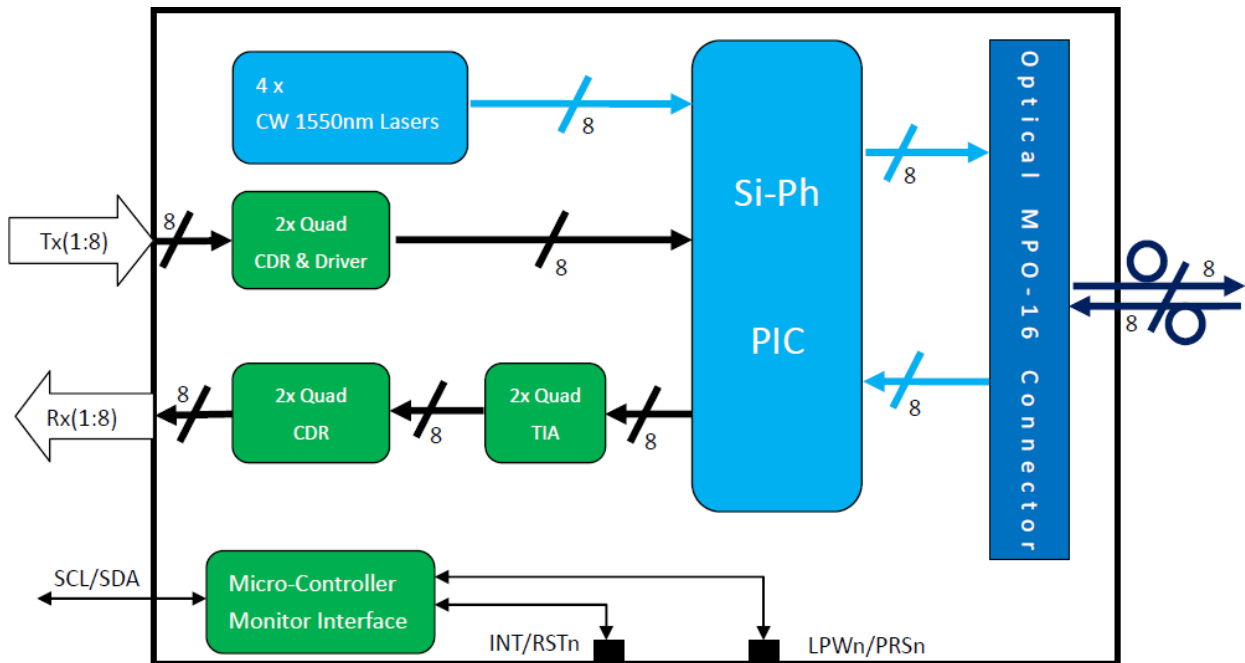 4 x
CW 1550nm Lasers
8
Si-Ph
PIC
8
Optical MPO-16 Connector
Tx(1:8)
8
2x Quad
CDR & Driver
8
8
8
Rx(1:8)
8
2x Quad
CDR
8
2x Quad
TIA
8
8
SCL/SDA
Micro-Controller
Monitor Interface
INT/RSTn
LPWn/PRSn